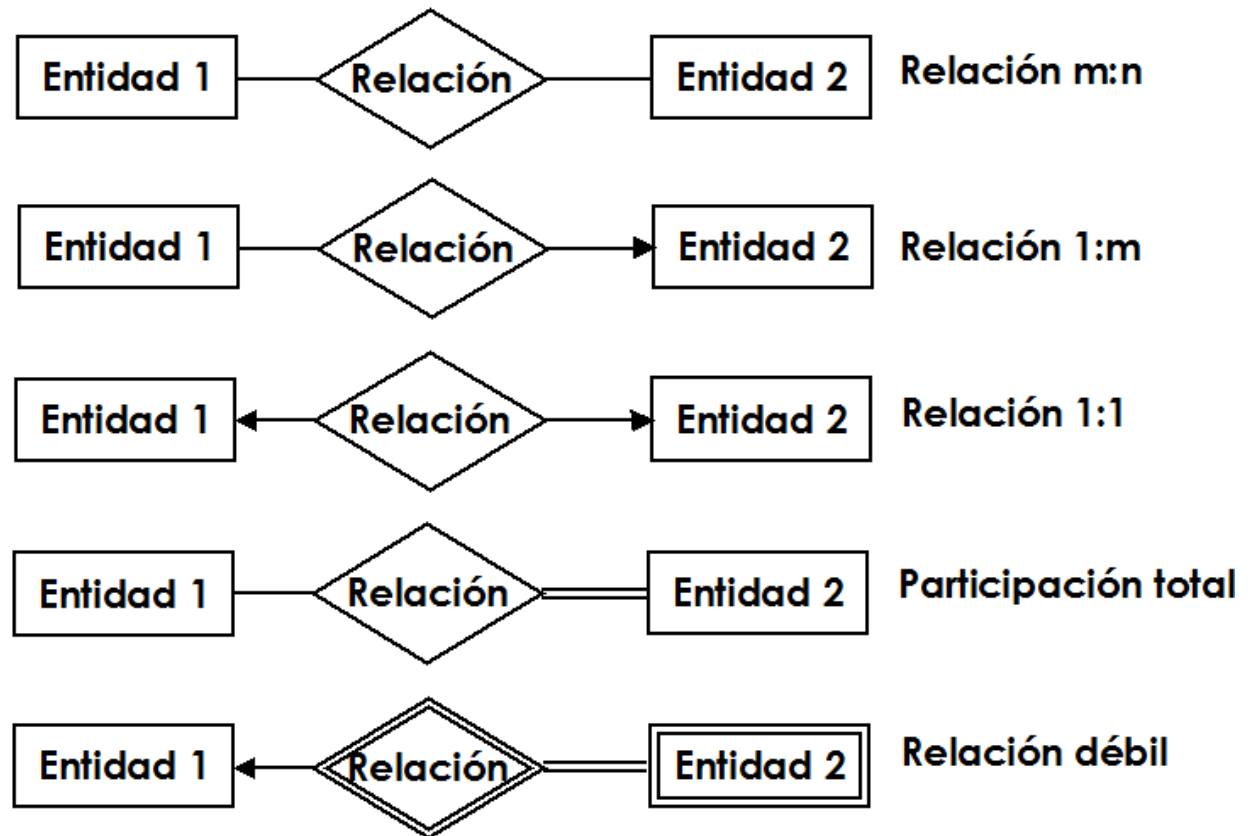 Entidad 1 Relación Entidad 2 Relación m:n
Entidad 1 Relación Entidad 2 Relación 1:m
Entidad 1 Relación Entidad 2 Relación 1:1
Entidad 1 Relación Entidad 2 Participación total
Entidad 1 Relación Entidad 2 Relación débil